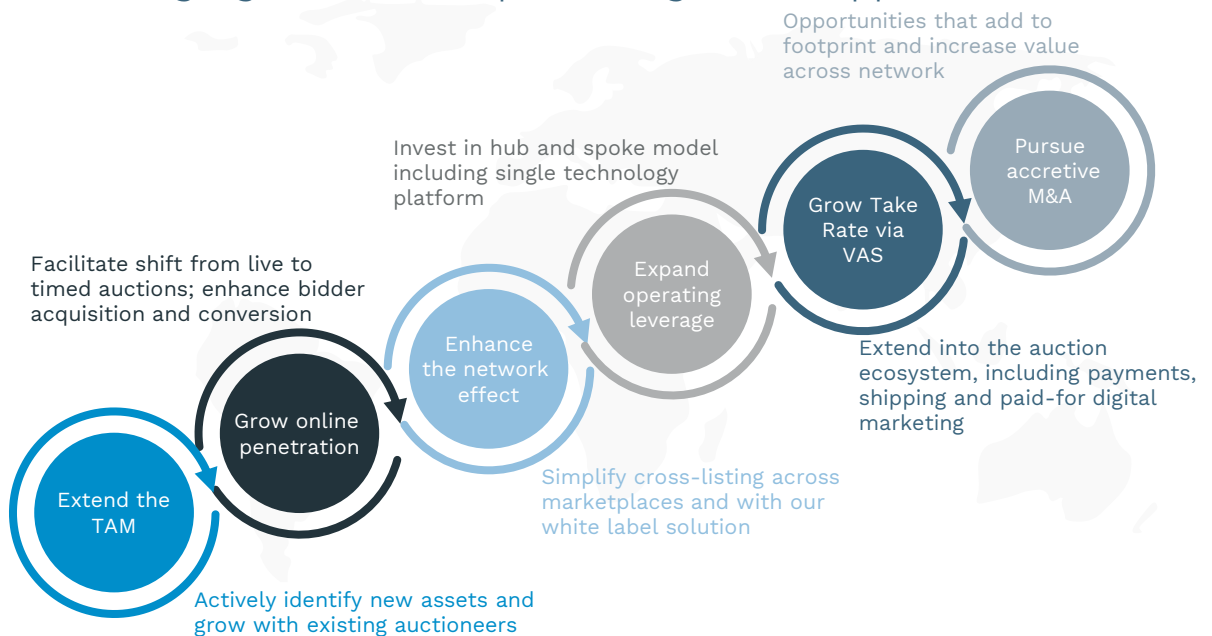 Opportunities that add to
footprint and increase value
across network
Pursue
accretive
M&A
Invest in hub and spoke model
including single technology
platform
Grow Take
Rate via
VAS
Expand
operating
leverage
Facilitate shift from live to
timed auctions; enhance bidder
acquisition and conversion
Enhance
the network
effect
Extend into the auction
ecosystem, including payments,
shipping and paid-for digital
marketing
Grow online
penetration
Simplify cross-listing across
marketplaces and with our
white label solution
Extend the
TAM
Actively identify new assets and
grow with existing auctioneers